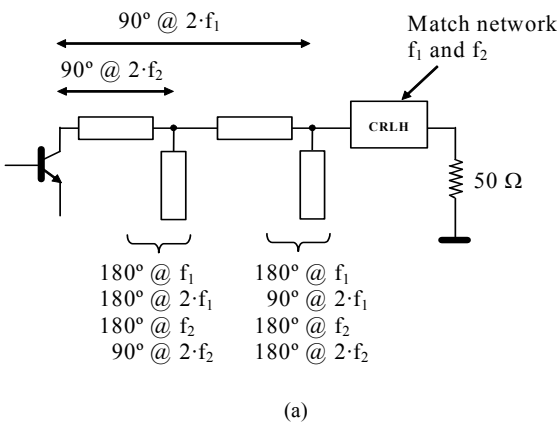 90º @ 2·f₁
90º @ 2·f₂
Match network
f₁ and f₂
CRLH
50 Ω
180º @ f₁
180º @ 2·f₁
180º @ f₂
90º @ 2·f₂
180º @ f₁
90º @ 2·f₁
180º @ f₂
180º @ 2·f₂
(a)